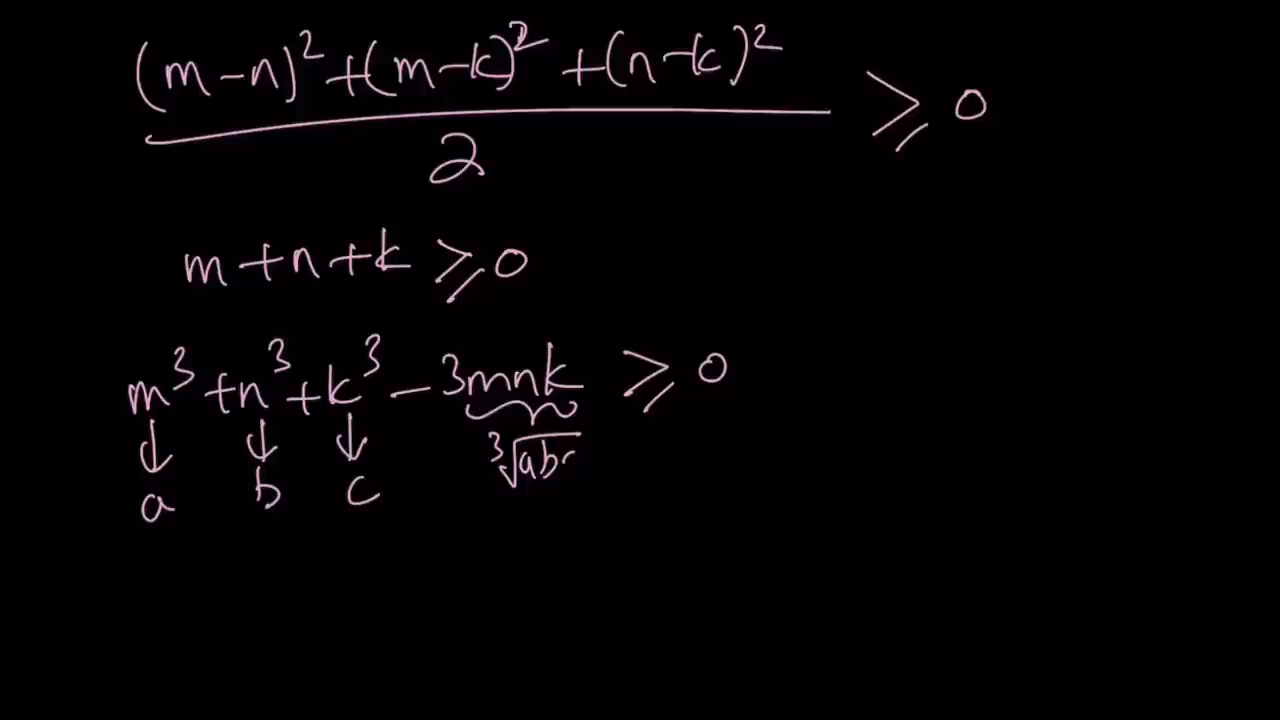 (m-n)² + (m-k)² + (n-k)²
2
≥ 0
m+n+k ≥ 0
m³ + n³ + k³ - 3mnk ≥ 0
↓ ↓ ↓ ∛abc
a b c